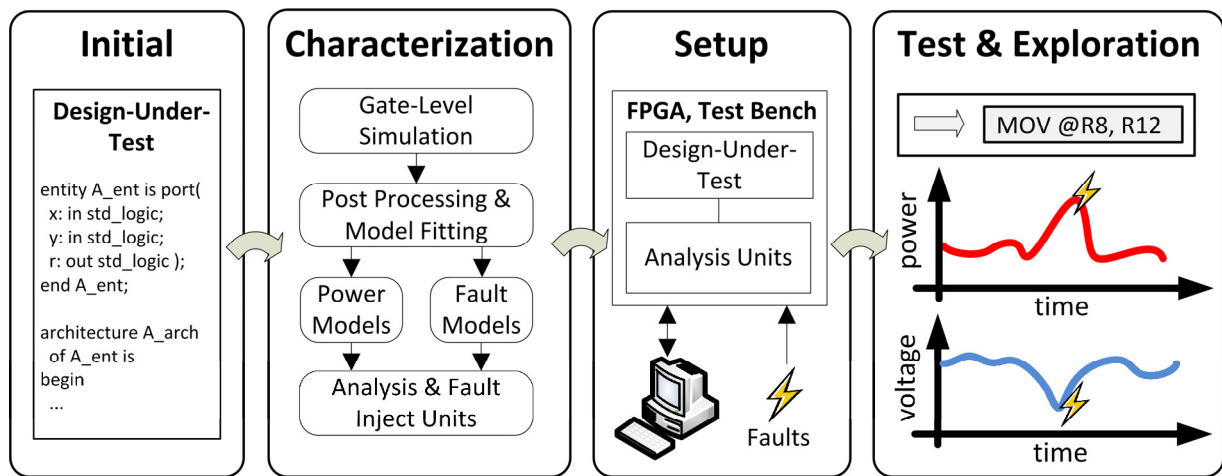 Initial
Design-Under-
Test
entity A_ent is port(
x: in std_logic;
y: in std_logic;
r: out std_logic );
end A_ent;
architecture A_arch
of A_ent is
begin
...
Characterization
Gate-Level
Simulation
Post Processing &
Model Fitting
Power
Models
Fault
Models
Analysis & Fault
Inject Units
Setup
FPGA, Test Bench
Design-Under-
Test
Analysis Units
Faults
Test & Exploration
MOV @R8, R12
power
time
voltage
time